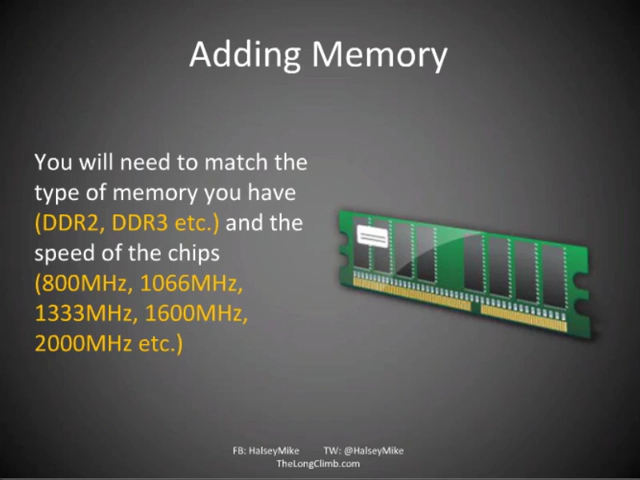 Adding Memory
You will need to match the
type of memory you have
(DDR2, DDR3 etc.) and the
speed of the chips
(800MHz, 1066MHz,
1333MHz, 1600MHz,
2000MHz etc.)
FB: HalseyMike TW: @HalseyMike
TheLongClimb.com